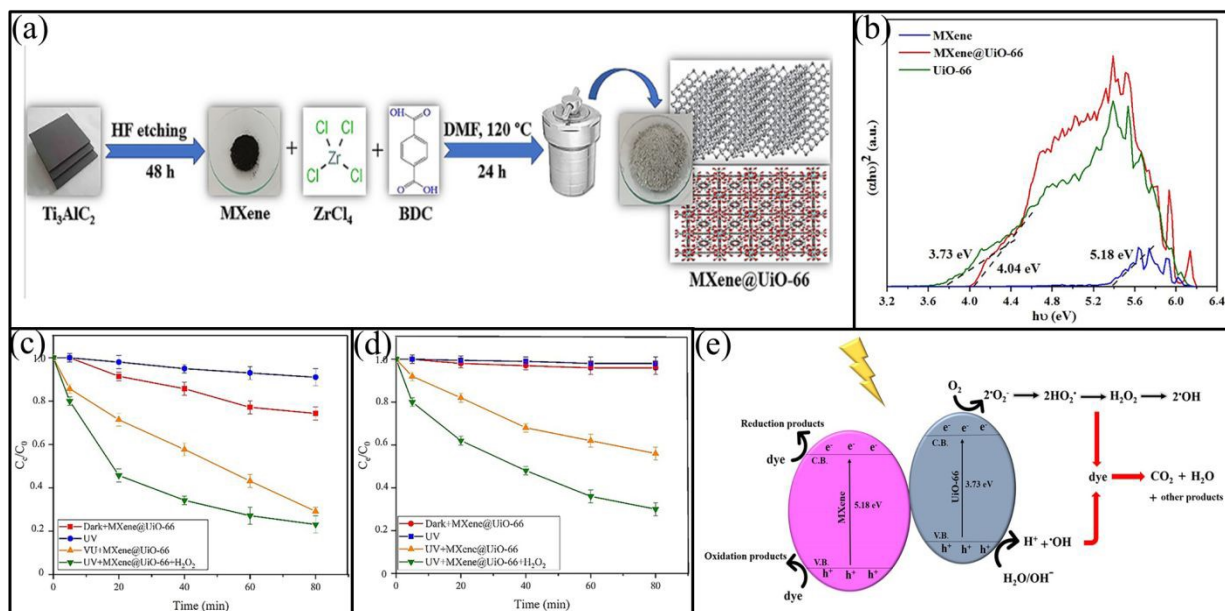 (a)
HF etching
48 h
Ti₃AlC₂
MXene
+
Cl
Cl
Zr
Cl
Cl
ZrCl₄
+
OH
O
O
OH
BDC
DMF, 120 °C
24 h
MXene@UiO-66
(b)
MXene
MXene@UiO-66
UiO-66
(αhυ)² (a.u.)
3.73 eV
4.04 eV
5.18 eV
3.2 4.0 4.4 4.8 5.2 5.6 6.0 6.4
3.6
hυ (eV)
(c)
1.0
0.8
0.6
0.4
0.2
0
C꜀/C₀
Dark+MXene@UiO-66
UV
VU+MXene@UiO-66
UV+MXene@UiO-66+H₂O₂
0 20 40 60 80
Time (min)
(d)
1.0
0.8
0.6
0.4
0.2
0
C꜀/C₀
Dark+MXene@UiO-66
UV
UV+MXene@UiO-66
UV+MXene@UiO-66+H₂O₂
0 20 40 60 80
Time (min)
(e)
O₂
2•O₂⁻
2HO₂•
H₂O₂
2•OH
Reduction products
dye
e⁻ e⁻ e⁻
C.B.
MXene
5.18 eV
V.B.
h⁺ h⁺ h⁺
Oxidation products
dye
e⁻ e⁻ e⁻
C.B.
UiO-66
3.73 eV
V.B.
h⁺ h⁺ h⁺
dye
CO₂ + H₂O
+ other products
H⁺ +•OH
H₂O/OH⁻